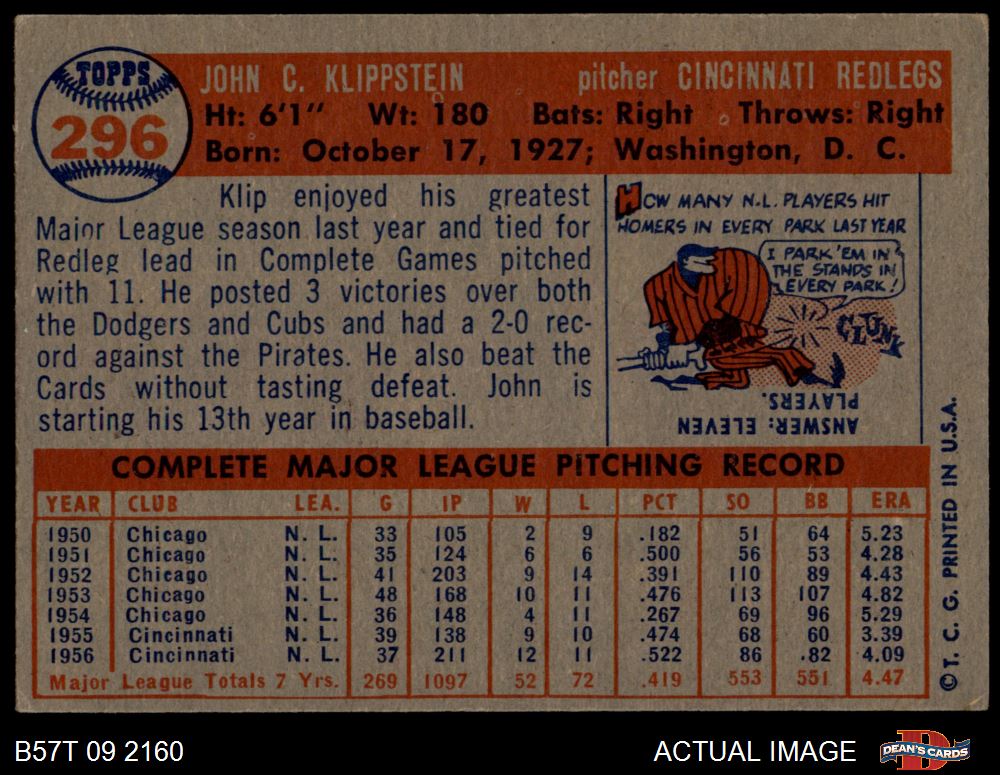 TOPPS
296
JOHN C. KLIPPSTEIN pitcher CINCINNATI REDLEGS
Ht: 6'1" Wt: 180 Bats: Right Throws: Right
Born: October 17, 1927; Washington, D. C.
Klip enjoyed his greatest
Major League season last year and tied for
Redleg lead in Complete Games pitched
with 11. He posted 3 victories over both
the Dodgers and Cubs and had a 2-0 rec-
ord against the Pirates. He also beat the
Cards without tasting defeat. John is
starting his 13th year in baseball.
HOW MANY N.L. PLAYERS HIT
HOMERS IN EVERY PARK LAST YEAR
I PARK 'EM IN
THE STANDS IN
EVERY PARK!
CLUNK
ANSWER: ELEVEN
PLAYERS.
COMPLETE MAJOR LEAGUE PITCHING RECORD
YEAR CLUB LEA. G IP W L PCT SO BB ERA
1950 Chicago N. L. 33 105 2 9 .182 51 64 5.23
1951 Chicago N. L. 35 124 6 6 .500 56 53 4.28
1952 Chicago N. L. 41 203 9 14 .391 110 89 4.43
1953 Chicago N. L. 48 168 10 11 .476 113 107 4.82
1954 Chicago N. L. 36 148 4 11 .267 69 96 5.29
1955 Cincinnati N. L. 39 138 9 10 .474 68 60 3.39
1956 Cincinnati N. L. 37 211 12 11 .522 86 82 4.09
Major League Totals 7 Yrs. 269 1097 52 72 .419 553 551 4.47
© T. C. G. PRINTED IN U.S.A.
B57T 09 2160
ACTUAL IMAGE
D
DEAN'S CARDS